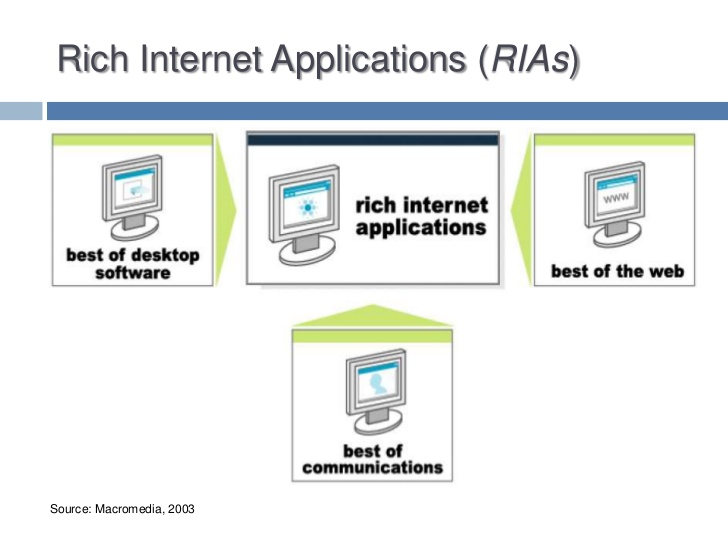 Rich Internet Applications (RIAs)
best of desktop
software
rich internet
applications
WWW
best of the web
best of
communications
Source: Macromedia, 2003